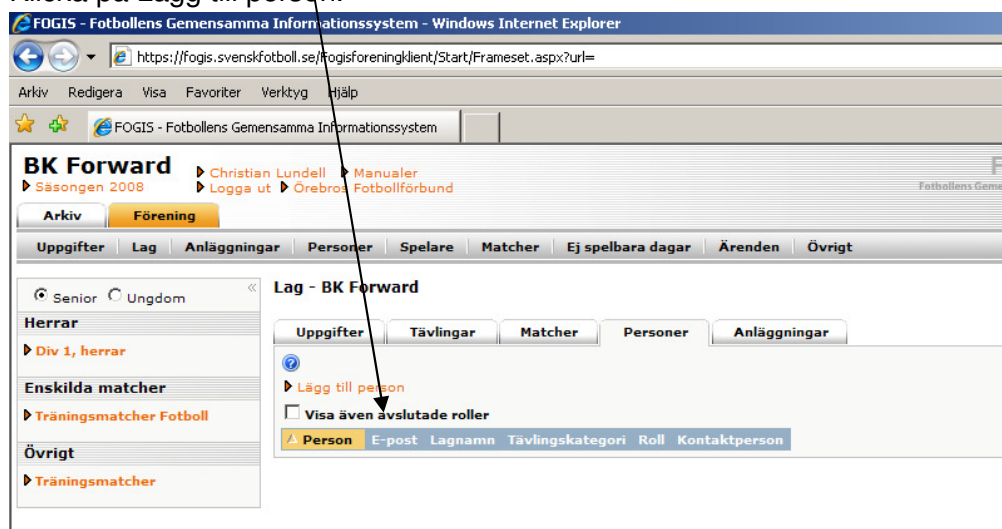 Klicka på Lägg till person.
FOGIS - Fotbollens Gemensamma Informationssystem - Windows Internet Explorer
https://fogis.svenskfotboll.se/Fogisforeningklient/Start/Frameset.aspx?url=
Arkiv Redigera Visa Favoriter Verktyg Hjälp
FOGIS - Fotbollens Gemensamma Informationssystem
BK Forward
Christian Lundell Manualer
Säsongen 2008 Logga ut Örebros Fotbollförbund
Fotbollens Geme
Arkiv Förening
Uppgifter Lag Anläggningar Personer Spelare Matcher Ej spelbara dagar Ärenden Övrigt
Senior Ungdom
Herrar
Div 1, herrar
Enskilda matcher
Träningsmatcher Fotboll
Övrigt
Träningsmatcher
Lag - BK Forward
Uppgifter Tävlingar Matcher Personer Anläggningar
Lägg till person
Visa även avslutade roller
Person E-post Lagnamn Tävlingskategori Roll Kontaktperson